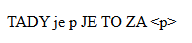 TADY je p JE TO ZA <p>